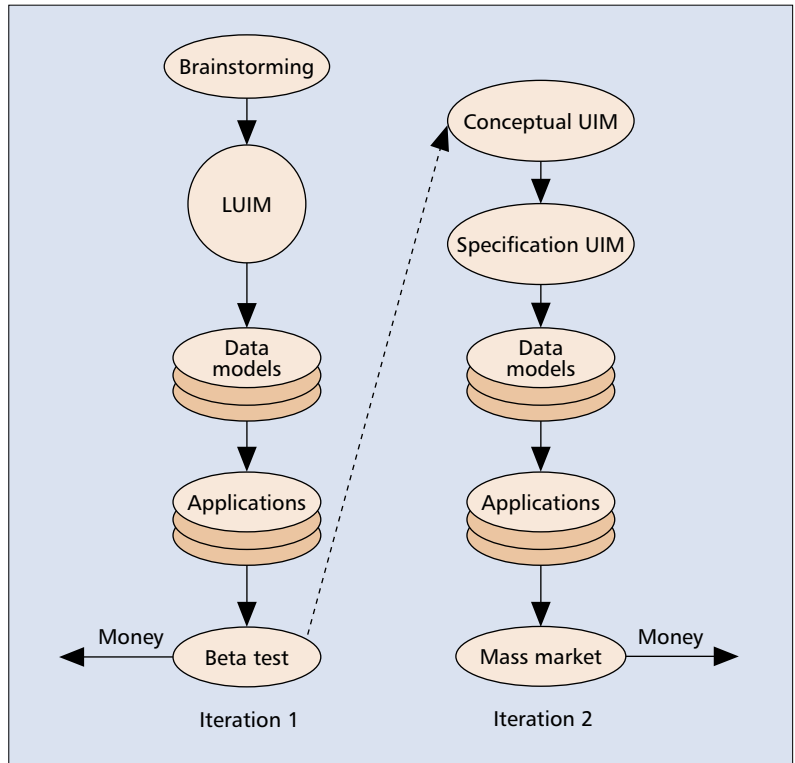 Brainstorming
LUIM
Data
models
Applications
Money
Beta test
Iteration 1
Conceptual UIM
Specification UIM
Data
models
Applications
Mass market
Money
Iteration 2